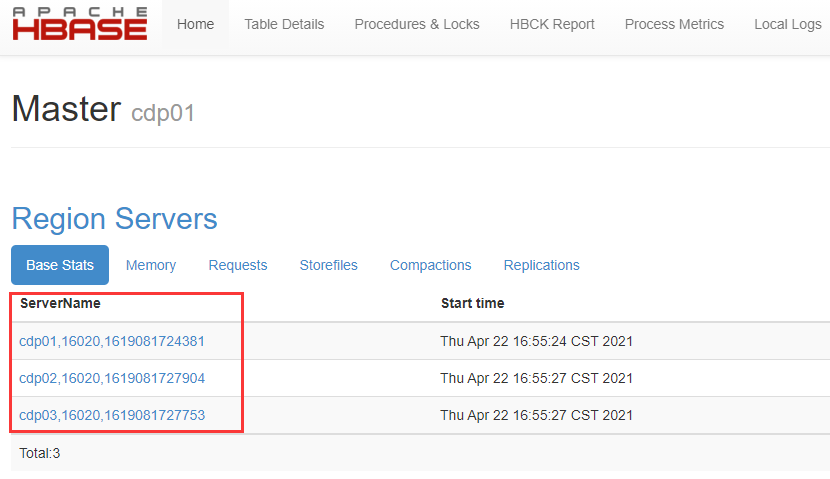 APACHE
HBASE
Home Table Details Procedures & Locks HBCK Report Process Metrics Local Logs
Master cdp01
Region Servers
Base Stats Memory Requests Storefiles Compactions Replications
ServerName Start time
cdp01,16020,1619081724381 Thu Apr 22 16:55:24 CST 2021
cdp02,16020,1619081727904 Thu Apr 22 16:55:27 CST 2021
cdp03,16020,1619081727753 Thu Apr 22 16:55:27 CST 2021
Total:3